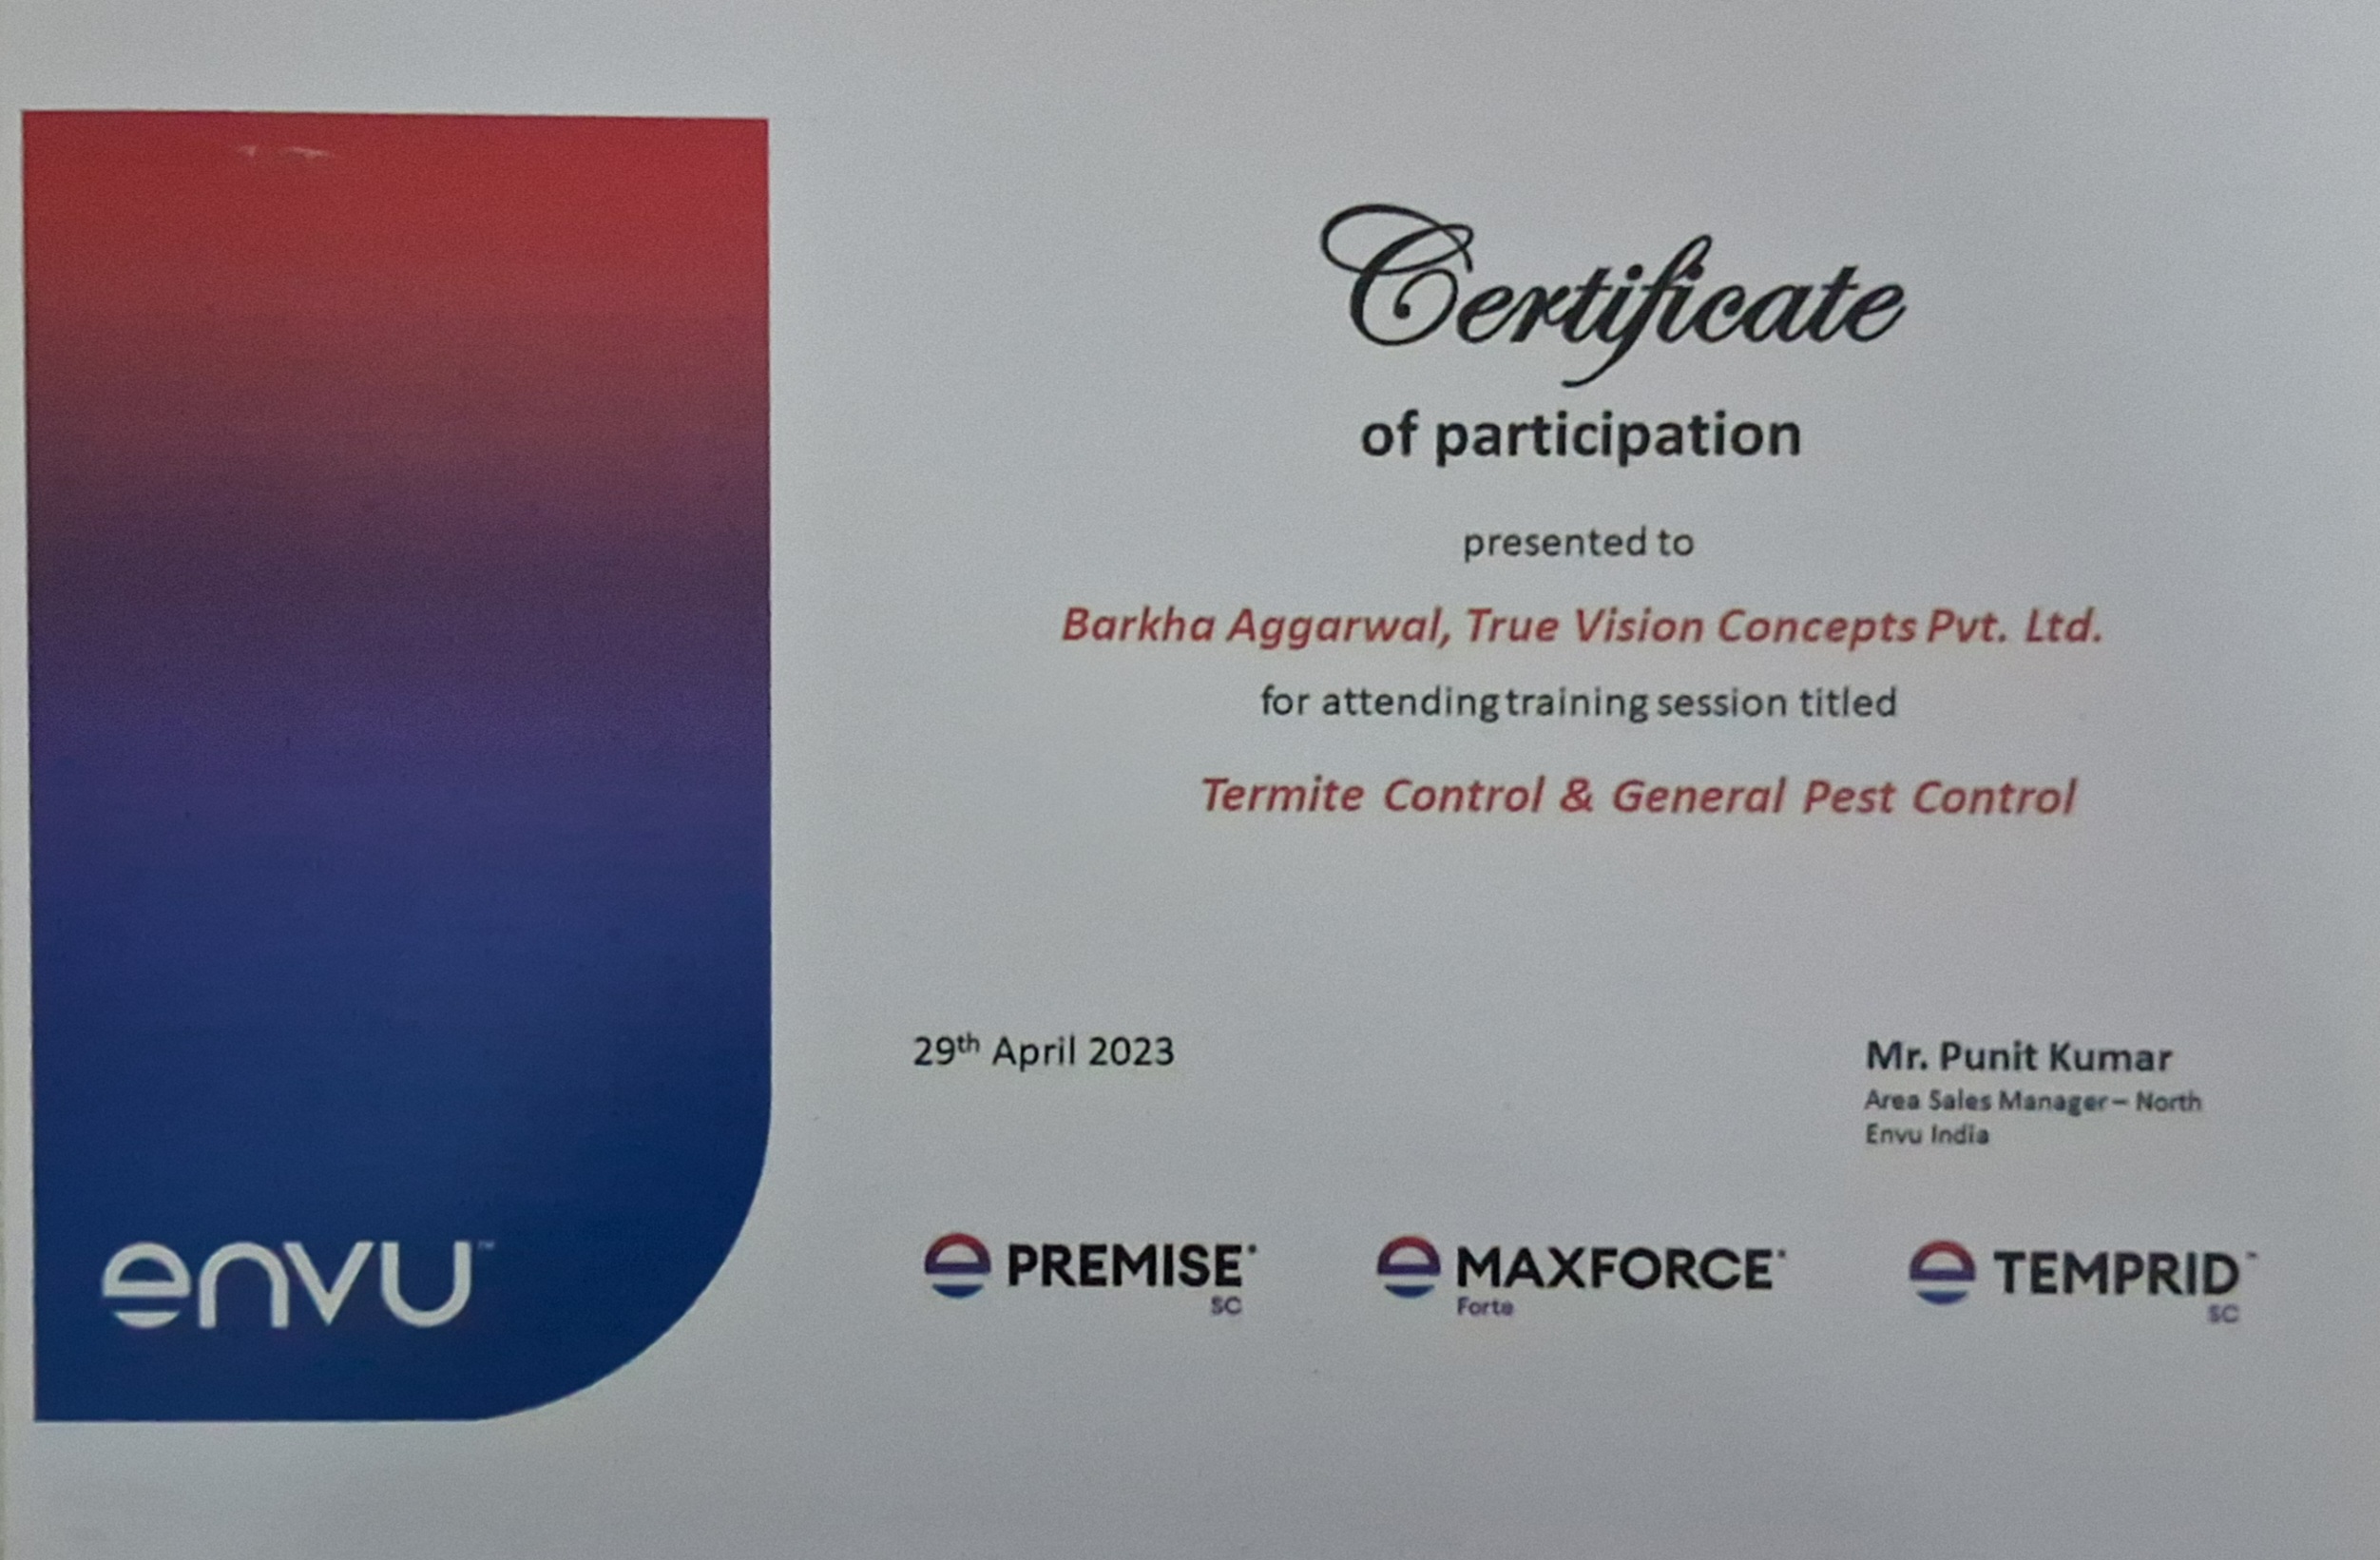 Certificate
of participation
presented to
Barkha Aggarwal, True Vision Concepts Pvt. Ltd.
for attending training session titled
Termite Control & General Pest Control
29th April 2023
Mr. Punit Kumar
Area Sales Manager – North
Envu India
envu™
PREMISE®
SC
MAXFORCE®
Forte
TEMPRID™
SC